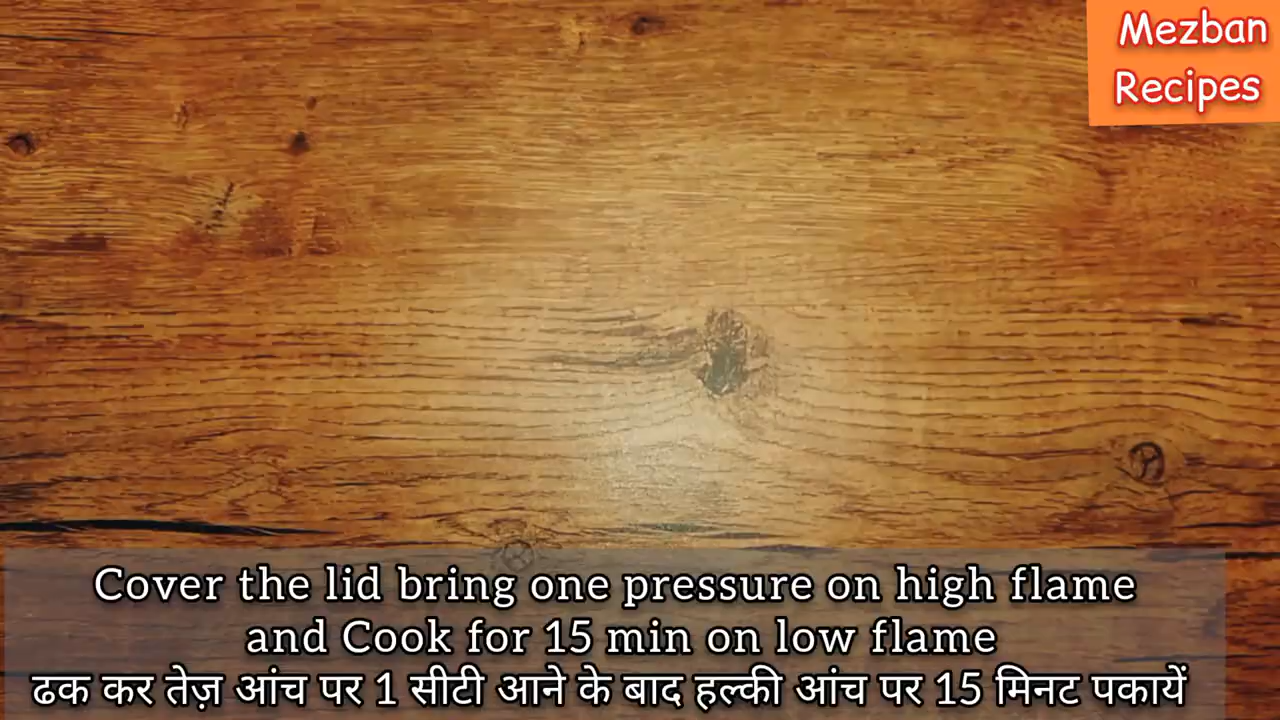 Mezban
Recipes
Cover the lid bring one pressure on high flame
and Cook for 15 min on low flame
ढक कर तेज़ आंच पर 1 सीटी आने के बाद हल्की आंच पर 15 मिनट पकायें